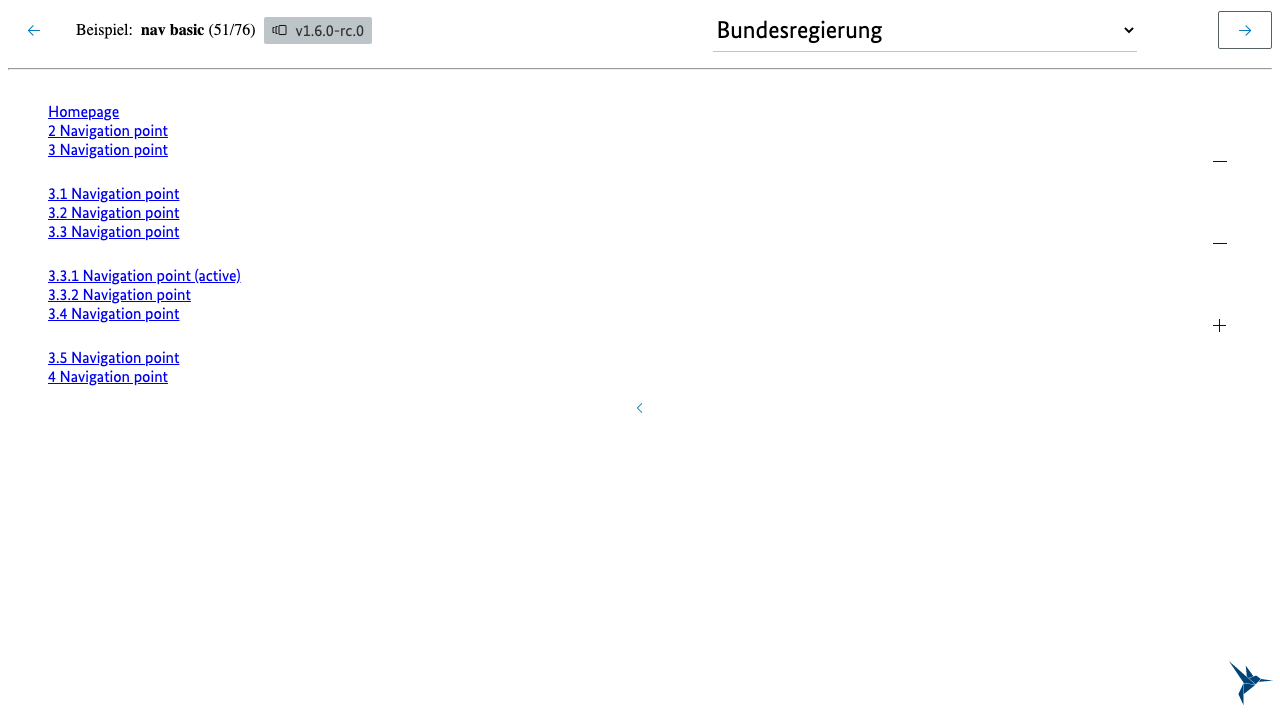 Beispiel: nav basic (51/76) v1.6.0-rc.0 Bundesregierung
Homepage
2 Navigation point
3 Navigation point
3.1 Navigation point
3.2 Navigation point
3.3 Navigation point
3.3.1 Navigation point (active)
3.3.2 Navigation point
3.4 Navigation point
3.5 Navigation point
4 Navigation point